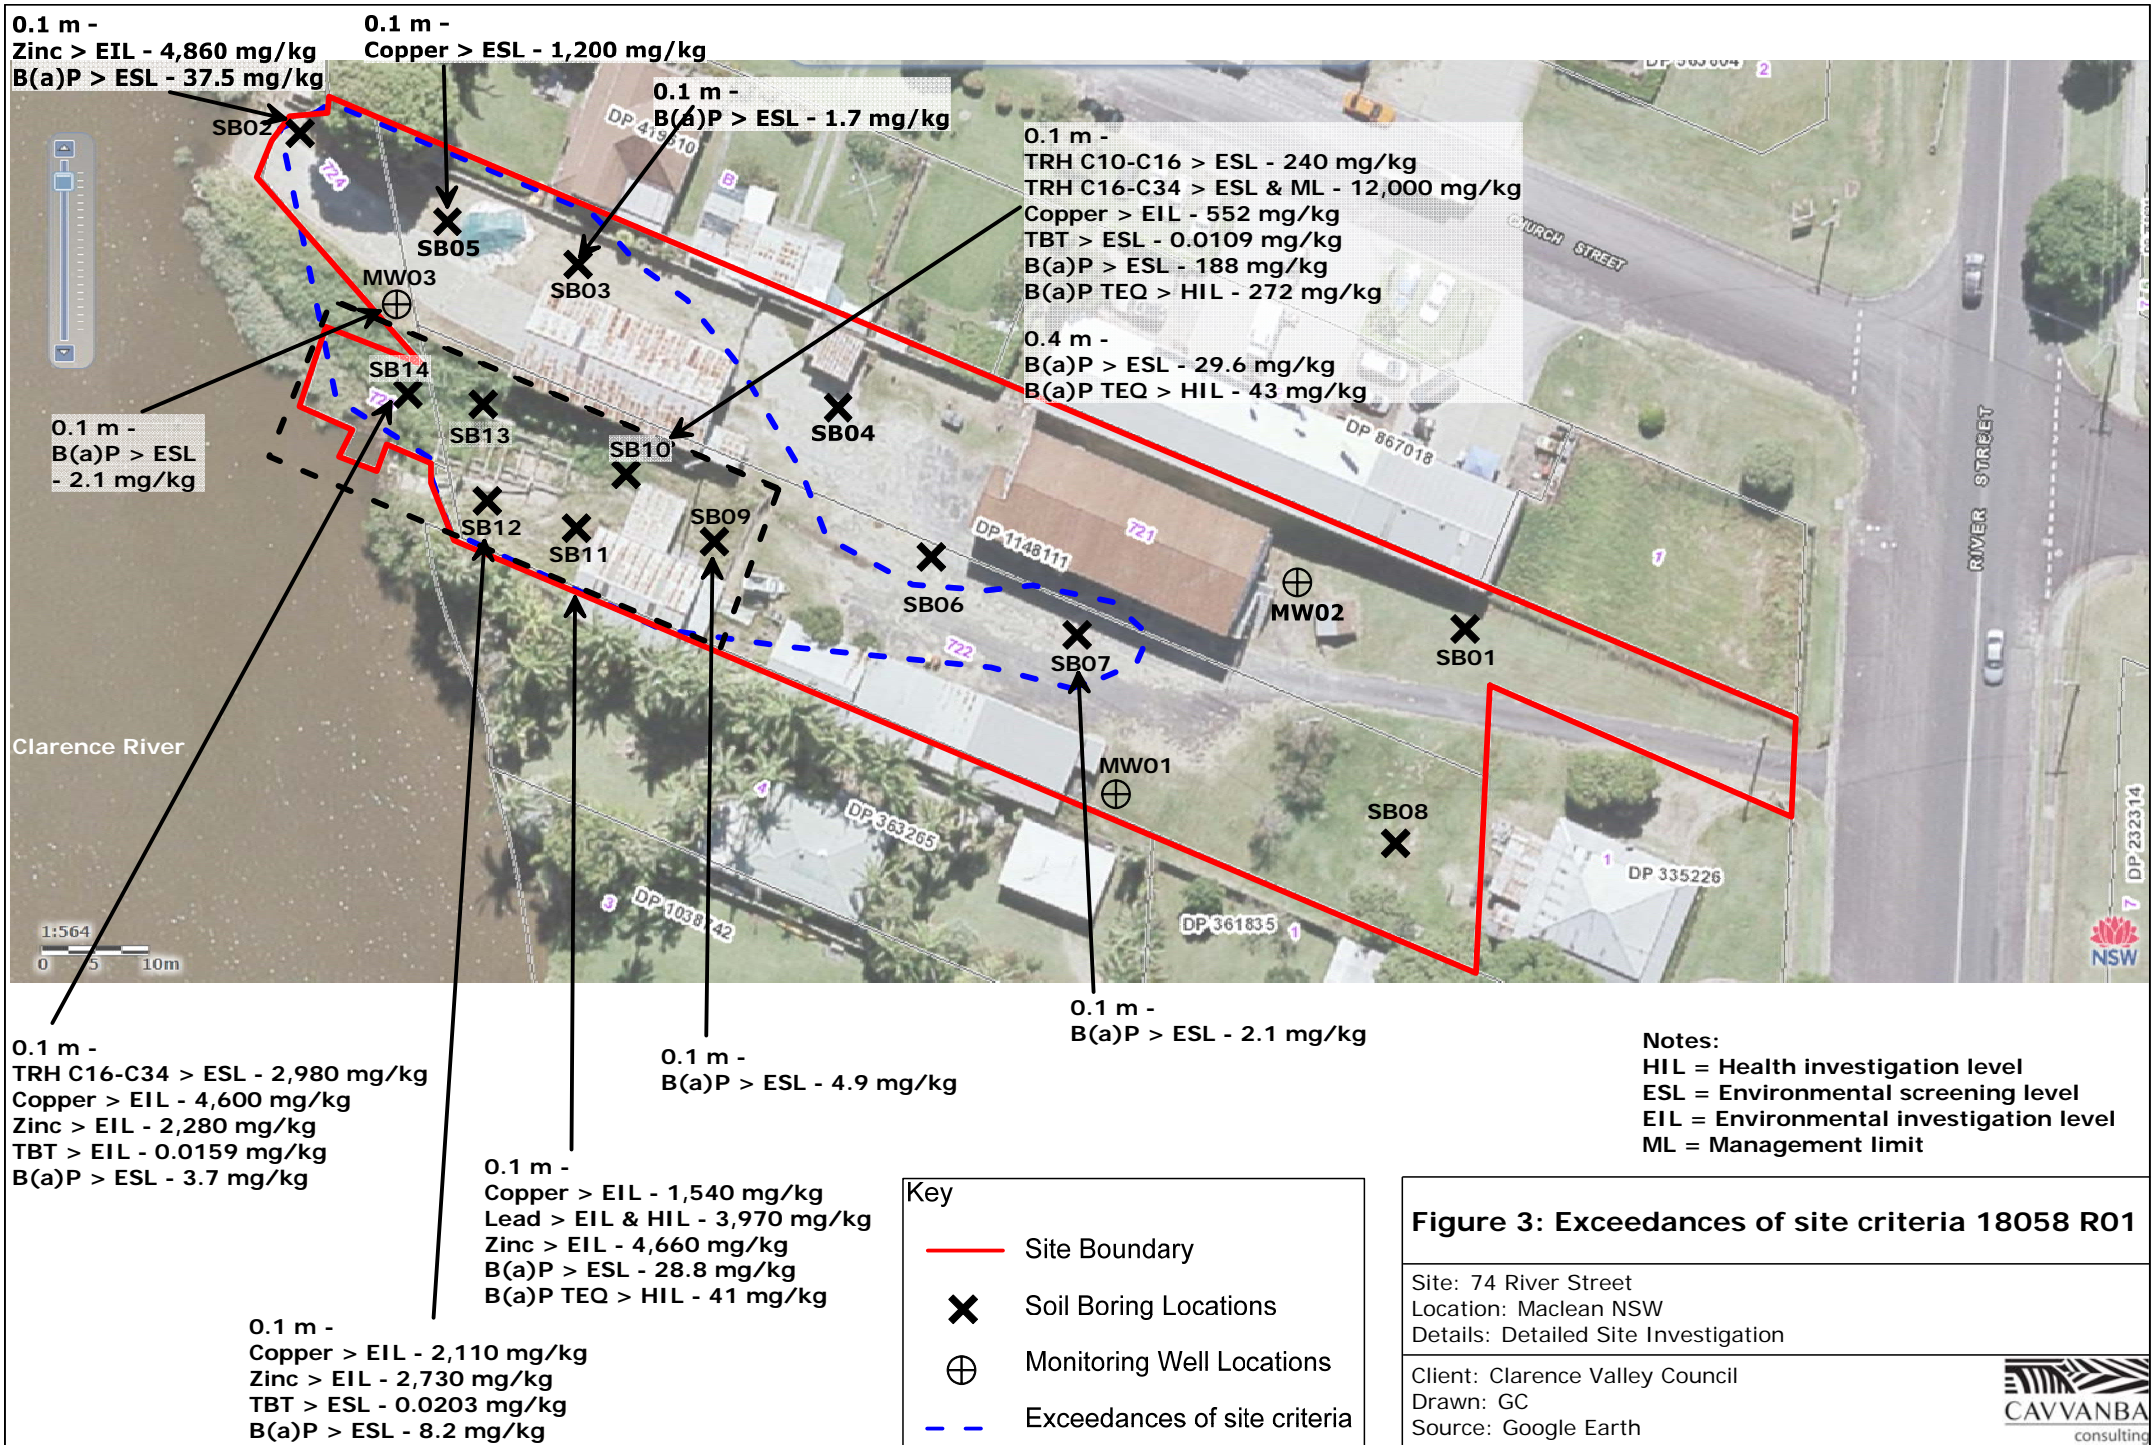 0.1 m -
Zinc > EIL - 4,860 mg/kg
B(a)P > ESL - 37.5 mg/kg
0.1 m -
Copper > ESL - 1,200 mg/kg
0.1 m -
B(a)P > ESL - 1.7 mg/kg
0.1 m -
TRH C10-C16 > ESL - 240 mg/kg
TRH C16-C34 > ESL & ML - 12,000 mg/kg
Copper > EIL - 552 mg/kg
TBT > ESL - 0.0109 mg/kg
B(a)P > ESL - 188 mg/kg
B(a)P TEQ > HIL - 272 mg/kg
0.4 m -
B(a)P > ESL - 29.6 mg/kg
B(a)P TEQ > HIL - 43 mg/kg
2
SB02
724
DP 419510
B
SB05
SB03
MW03
CHURCH STREET
SB14
SB13
SB04
SB10
DP 867018
0.1 m -
B(a)P > ESL
- 2.1 mg/kg
SB12
SB11
SB09
SB06
DP 1148111
721
MW02
SB01
1
RIVER STREET
722
SB07
Clarence River
MW01
SB08
4
DP 363265
3
DP 1038742
DP 361835
1
1
DP 335226
7
DP 232314
NSW
1:564
0 5 10m
0.1 m -
TRH C16-C34 > ESL - 2,980 mg/kg
Copper > EIL - 4,600 mg/kg
Zinc > EIL - 2,280 mg/kg
TBT > EIL - 0.0159 mg/kg
B(a)P > ESL - 3.7 mg/kg
0.1 m -
Copper > EIL - 2,110 mg/kg
Zinc > EIL - 2,730 mg/kg
TBT > ESL - 0.0203 mg/kg
B(a)P > ESL - 8.2 mg/kg
0.1 m -
Copper > EIL - 1,540 mg/kg
Lead > EIL & HIL - 3,970 mg/kg
Zinc > EIL - 4,660 mg/kg
B(a)P > ESL - 28.8 mg/kg
B(a)P TEQ > HIL - 41 mg/kg
0.1 m -
B(a)P > ESL - 4.9 mg/kg
0.1 m -
B(a)P > ESL - 2.1 mg/kg
Notes:
HIL = Health investigation level
ESL = Environmental screening level
EIL = Environmental investigation level
ML = Management limit
Key
Site Boundary
Soil Boring Locations
Monitoring Well Locations
Exceedances of site criteria
Figure 3: Exceedances of site criteria 18058 R01
Site: 74 River Street
Location: Maclean NSW
Details: Detailed Site Investigation
Client: Clarence Valley Council
Drawn: GC
Source: Google Earth
CAVVANBA
consulting